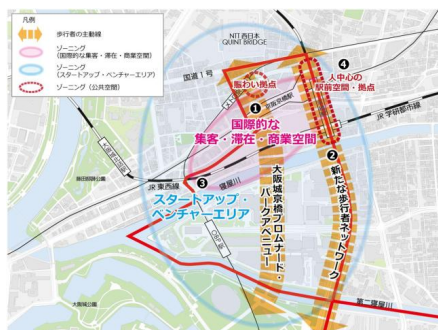 凡例
歩行者の主動線
ゾーニング
(国際的な集客・滞在・商業空間)
ゾーニング
(スタートアップ・ベンチャーエリア)
ゾーニング(公共空間)
NTT西日本
QUINT BRIDGE
国道1号
賑わい拠点
❶
国際的な
集客・滞在・商業空間
❹
人中心の
駅前空間・拠点
JR 学研都市線
❷
新たな歩行者ネットワーク
大阪城京橋プロムナード・
パークアベニュー
JR 東西線
❸
寝屋川
スタートアップ・
ベンチャーエリア
OBP
第二寝屋川
大阪城公園